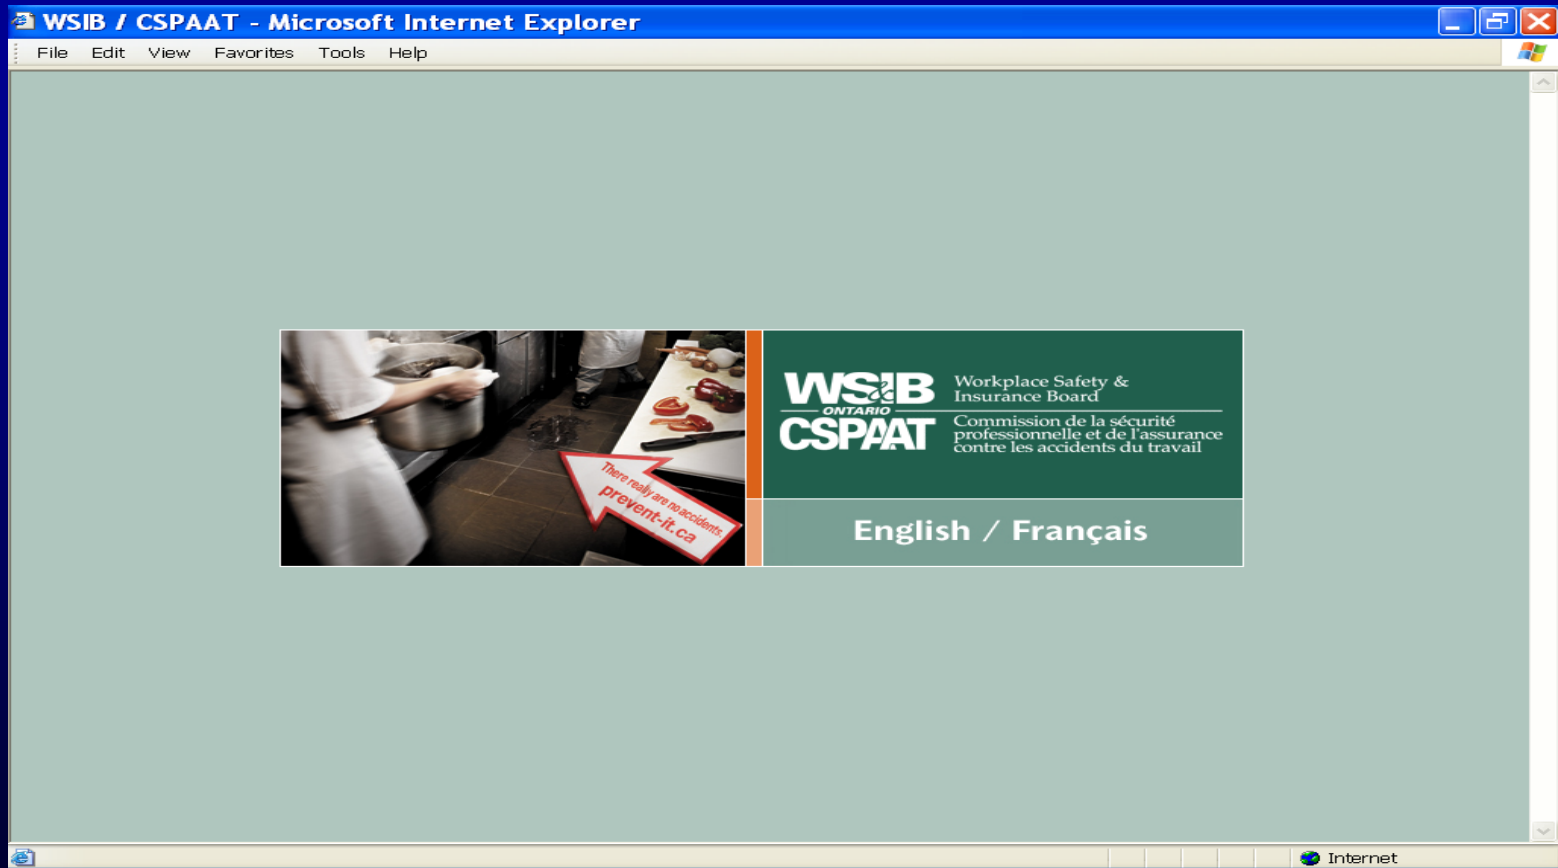 WSIB / CSPAAT - Microsoft Internet Explorer
File Edit View Favorites Tools Help
There really are no accidents.
prevent-it.ca
WS&IB
ONTARIO
CSPAAT
Workplace Safety &
Insurance Board
Commission de la sécurité
professionnelle et de l'assurance
contre les accidents du travail
English / Français
Internet